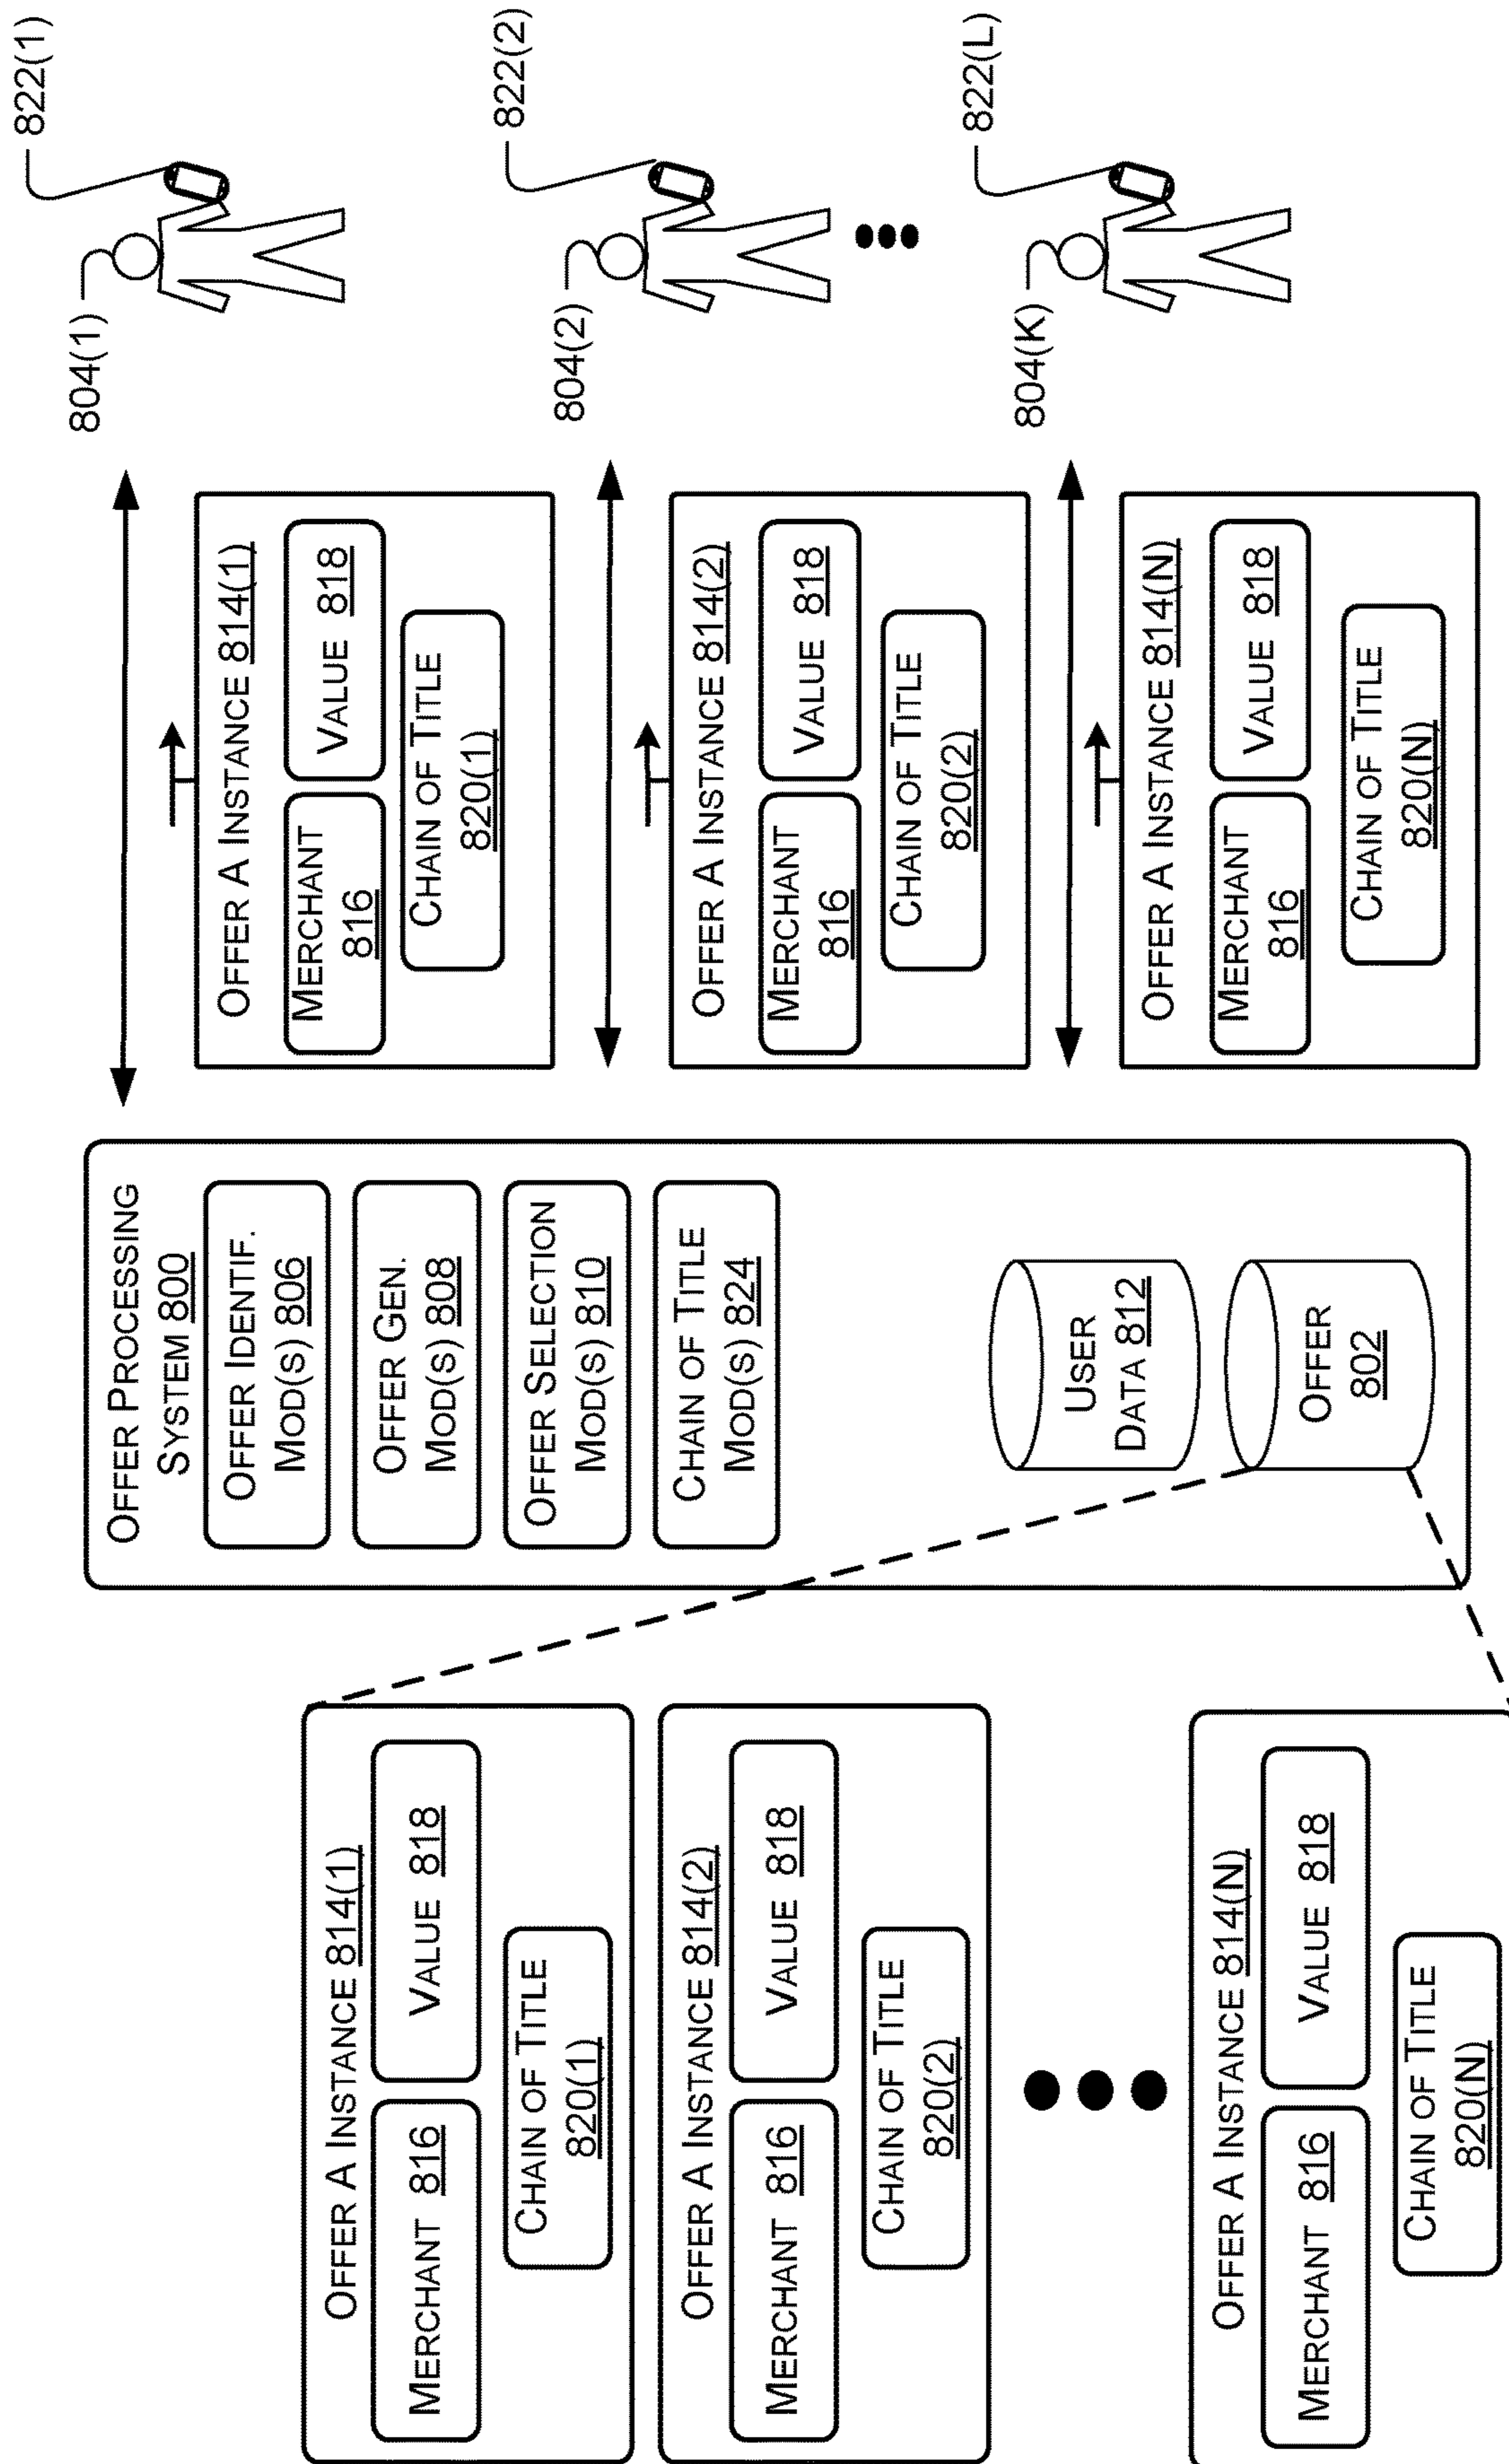 OFFER A INSTANCE 814(1)
MERCHANT 816
VALUE 818
CHAIN OF TITLE
820(1)
OFFER A INSTANCE 814(2)
MERCHANT 816
VALUE 818
CHAIN OF TITLE
820(2)
OFFER A INSTANCE 814(N)
MERCHANT 816
VALUE 818
CHAIN OF TITLE
820(N)
OFFER PROCESSING
SYSTEM 800
OFFER IDENTIF.
MOD(S) 806
OFFER GEN.
MOD(S) 808
OFFER SELECTION
MOD(S) 810
CHAIN OF TITLE
MOD(S) 824
USER
DATA 812
OFFER
802
OFFER A INSTANCE 814(1)
MERCHANT
816
VALUE 818
CHAIN OF TITLE
820(1)
OFFER A INSTANCE 814(2)
MERCHANT
816
VALUE 818
CHAIN OF TITLE
820(2)
OFFER A INSTANCE 814(N)
MERCHANT
816
VALUE 818
CHAIN OF TITLE
820(N)
804(1)
822(1)
804(2)
822(2)
804(K)
822(L)